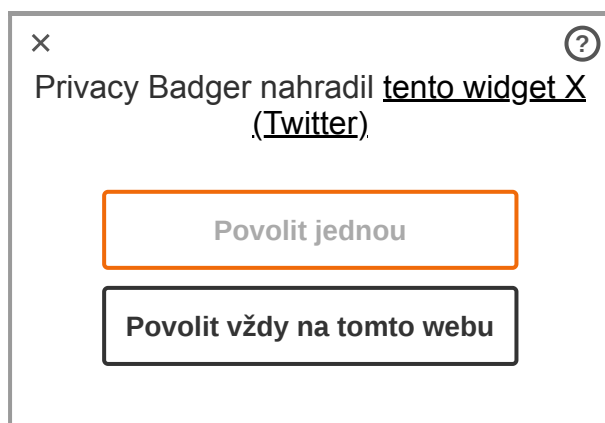 ×
?
Privacy Badger nahradil tento widget X
(Twitter)
Povolit jednou
Povolit vždy na tomto webu